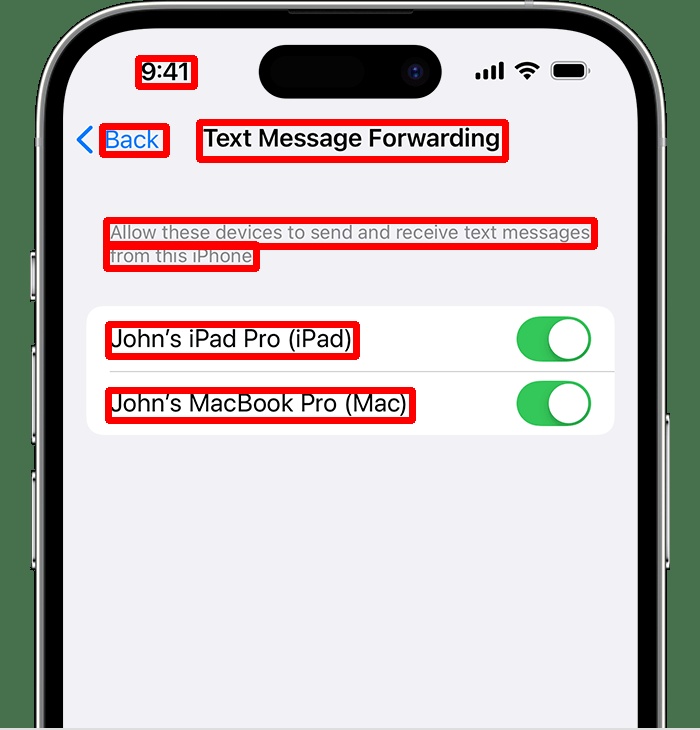 9:41
Back
Text Message Forwarding
Allow these devices to send and receive text messages
from this iPhone
John’s iPad Pro (iPad)
John’s MacBook Pro (Mac)